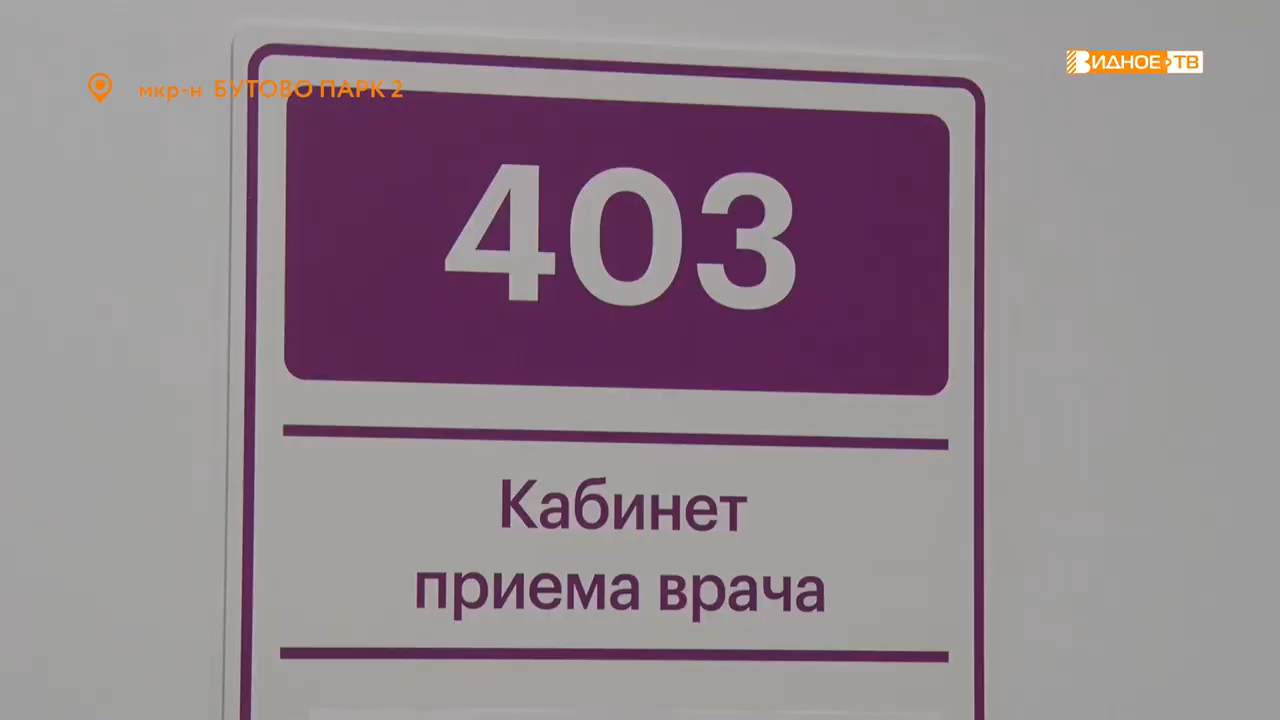 мкр-н БУТОВО ПАРК 2
ВИДНОЕ ТВ
403
Кабинет
приема врача